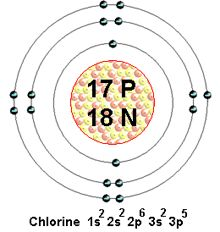 17 P
18 N
Chlorine 1s² 2s² 2p⁶ 3s² 3p⁵